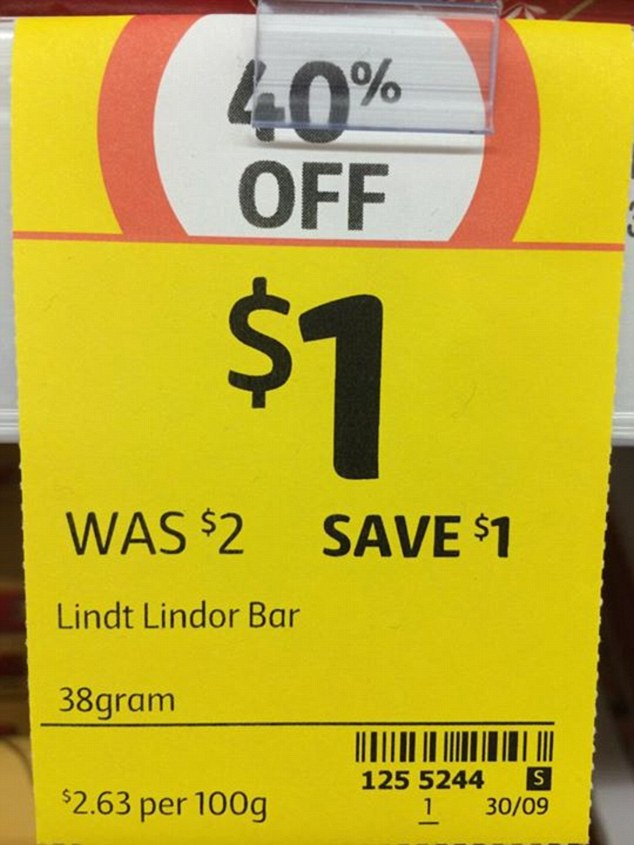 40%
OFF
$1
WAS $2 SAVE $1
Lindt Lindor Bar
38gram
125 5244 S
$2.63 per 100g 1 30/09